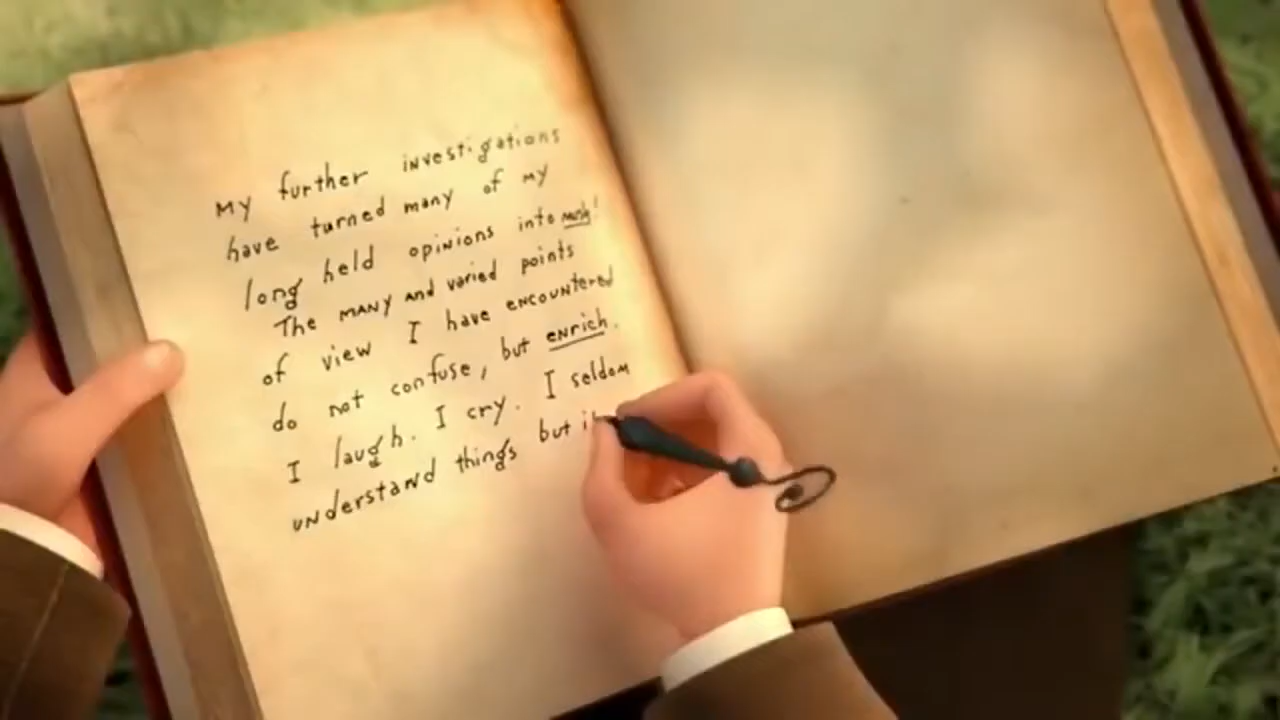 My further investigations
have turned many of my
long held opinions into mush!
The many and varied points
of view I have encountered
do not confuse, but enrich.
I laugh. I cry. I seldom
understand things but i